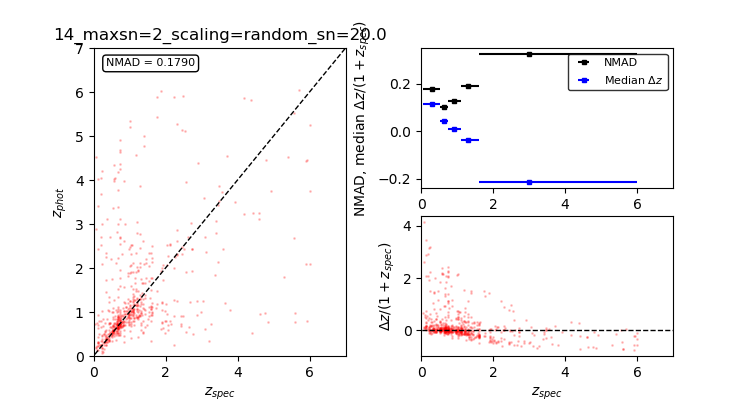 14_maxsn=2_scaling=random_sn=20.0
NMAD = 0.1790
7
6
5
4
3
2
1
0
z_phot
0 2 4 6
z_spec
NMAD, median Δz/(1 + z_spec)
NMAD
Median Δz
0.2
0.0
−0.2
0 2 4 6
Δz/(1 + z_spec)
4
2
0
0 2 4 6
z_spec